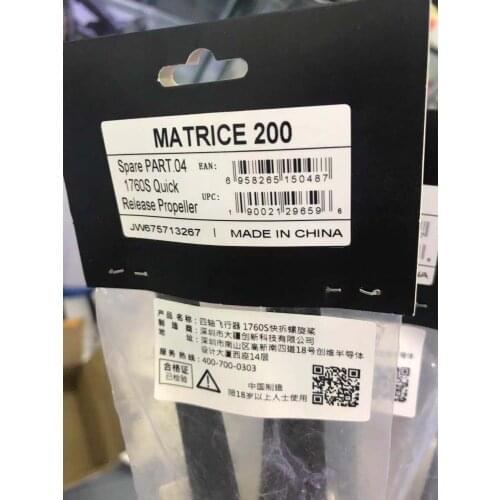 MATRICE 200
Spare PART.04
1760S Quick
Release Propeller
EAN:
6 958265 150487
UPC:
1 90021 29659 6
JW675713267 | MADE IN CHINA
产品名称：四轴飞行器 1760S快拆螺旋桨
制造商：深圳市大疆创新科技有限公司
地址：深圳市南山区高新南四道18号创维半导体
设计大厦西座14层
服务热线：400-700-0303
合格证
已检验
中国制造
限18岁以上人士使用